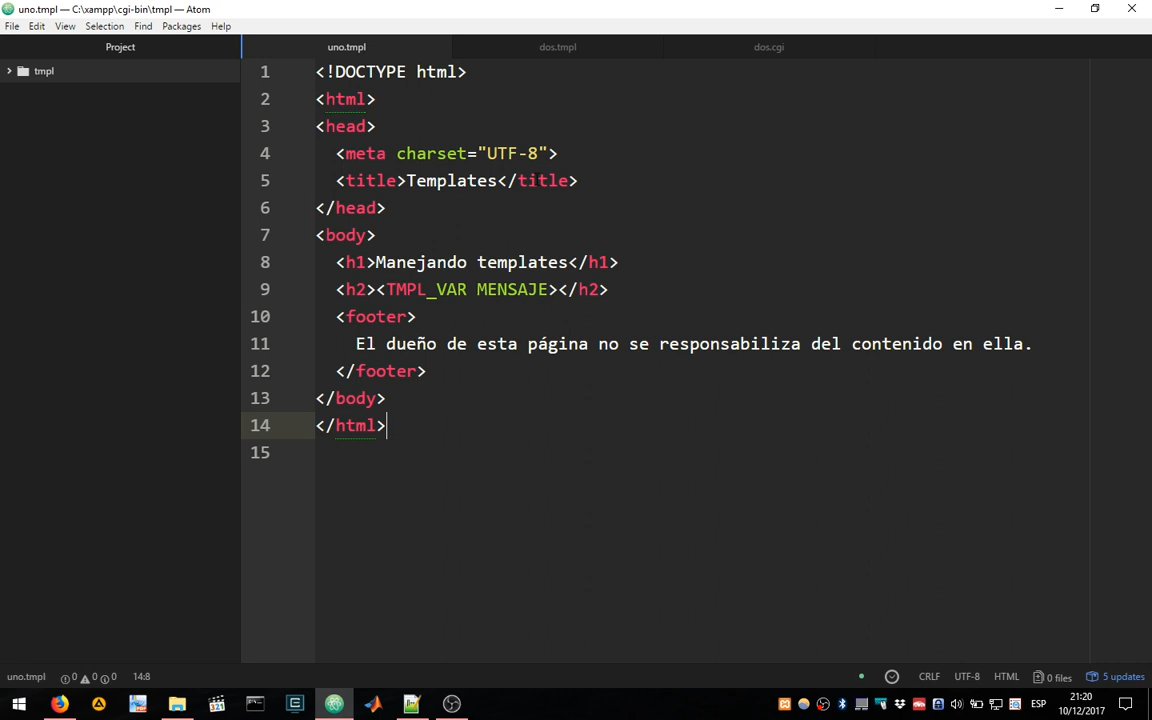 uno.tmpl — C:\xampp\cgi-bin\tmpl — Atom
File Edit View Selection Find Packages Help
Project uno.tmpl dos.tmpl dos.cgi
tmpl
1 <!DOCTYPE html>
2 <html>
3 <head>
4 <meta charset="UTF-8">
5 <title>Templates</title>
6 </head>
7 <body>
8 <h1>Manejando templates</h1>
9 <h2><TMPL_VAR MENSAJE></h2>
10 <footer>
11 El dueño de esta página no se responsabiliza del contenido en ella.
12 </footer>
13 </body>
14 </html>
15
uno.tmpl 0 0 0 14:8 CRLF UTF-8 HTML 0 files 5 updates
321 ESP 21:20
10/12/2017